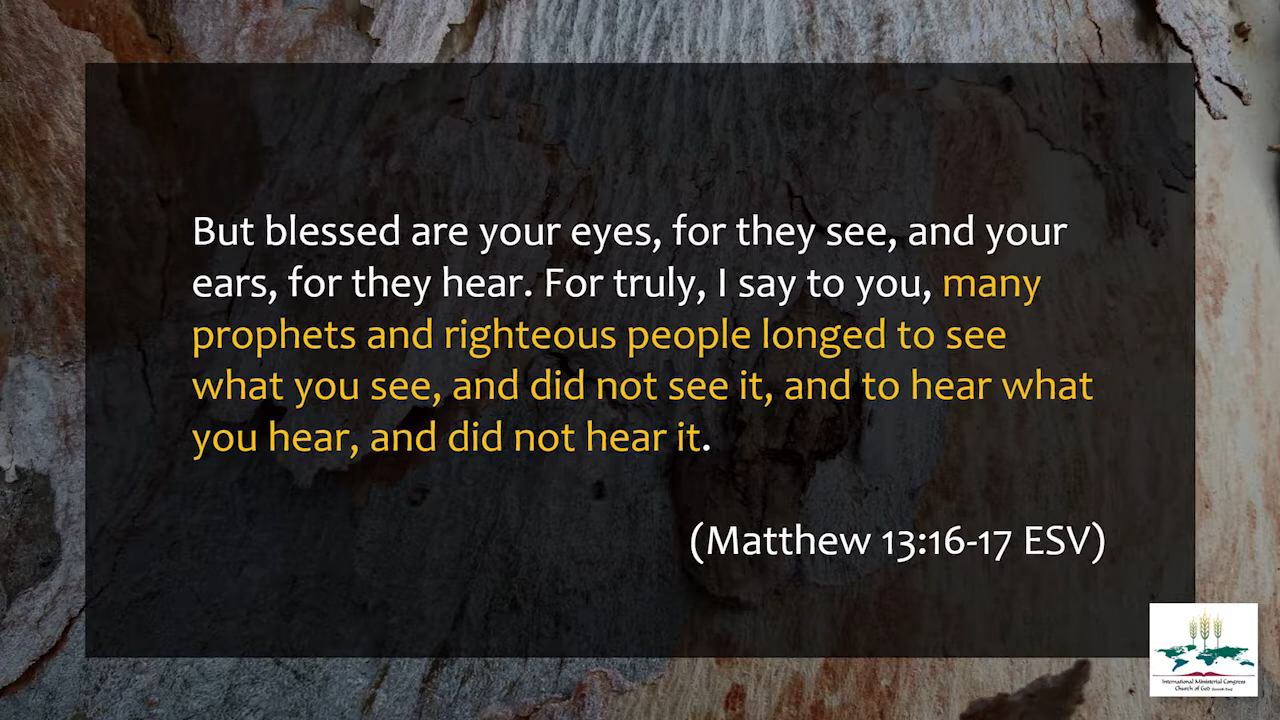 But blessed are your eyes, for they see, and your
ears, for they hear. For truly, I say to you, many
prophets and righteous people longed to see
what you see, and did not see it, and to hear what
you hear, and did not hear it.
(Matthew 13:16-17 ESV)
International Ministerial Congress
Church of God (Seventh Day)